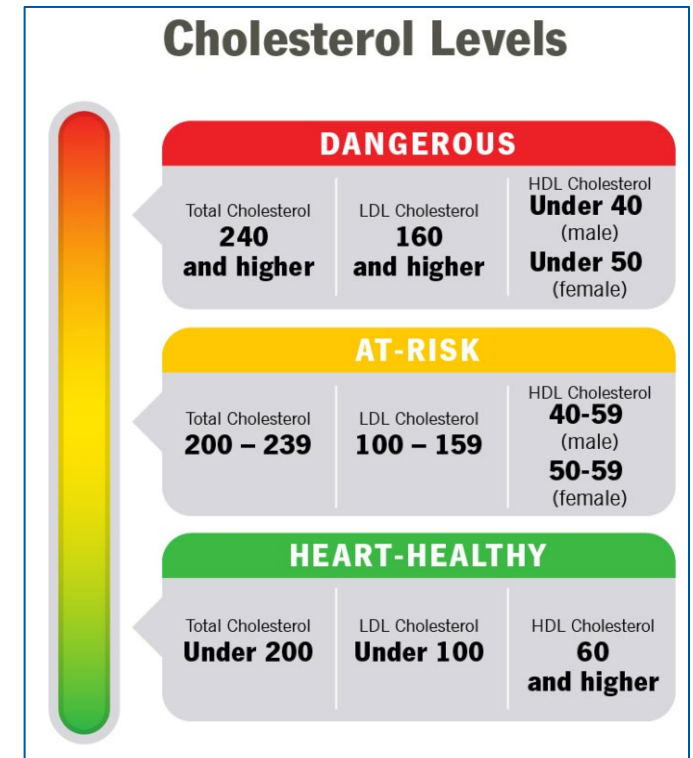 Cholesterol Levels
DANGEROUS
Total Cholesterol
240
and higher
LDL Cholesterol
160
and higher
HDL Cholesterol
Under 40
(male)
Under 50
(female)
AT-RISK
Total Cholesterol
200 – 239
LDL Cholesterol
100 – 159
HDL Cholesterol
40-59
(male)
50-59
(female)
HEART-HEALTHY
Total Cholesterol
Under 200
LDL Cholesterol
Under 100
HDL Cholesterol
60
and higher